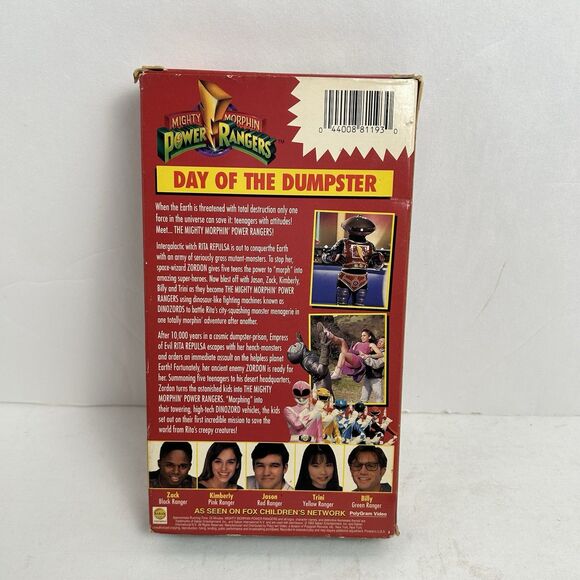 MIGHTY MORPHIN
POWER RANGERS™
0 44008 81193 0
DAY OF THE DUMPSTER
When the Earth is threatened with total destruction only one
force in the universe can save it: teenagers with attitudes!
Meet... THE MIGHTY MORPHIN' POWER RANGERS!
Intergalactic witch RITA REPULSA is out to conquerthe Earth
with an army of seriously grass mutant-monsters. To stop her,
space-wizard ZORDON gives five teens the power to "morph" into
amazing super-heroes. Now blast off with Jason, Zack, Kimberly,
Billy and Trini as they become THE MIGHTY MORPHIN' POWER
RANGERS using dinosaur-like fighting machines known as
DINOZORDS to battle Rita's city-squashing monster menagerie in
one totally morphin' adventure after another.
After 10,000 years in a cosmic dumpster-prison, Empress
of Evil RITA REPULSA escapes with her hench-monsters
and orders an immediate assault on the helpless planet
Earth! Fortunately, her ancient enemy ZORDON is ready for
her. Summoning five teenagers to his desert headquarters,
Zordon turns the astonished kids into THE MIGHTY
MORPHIN' POWER RANGERS. "Morphing" into
their towering, high-tech DINOZORD vehicles, the kids
set out on their first incredible mission to save the
world from Rita's creepy creatures!
Zack
Black Ranger
Kimberly
Pink Ranger
Jason
Red Ranger
Trini
Yellow Ranger
Billy
Green Ranger
AS SEEN ON FOX CHILDREN'S NETWORK
PolyGram Video